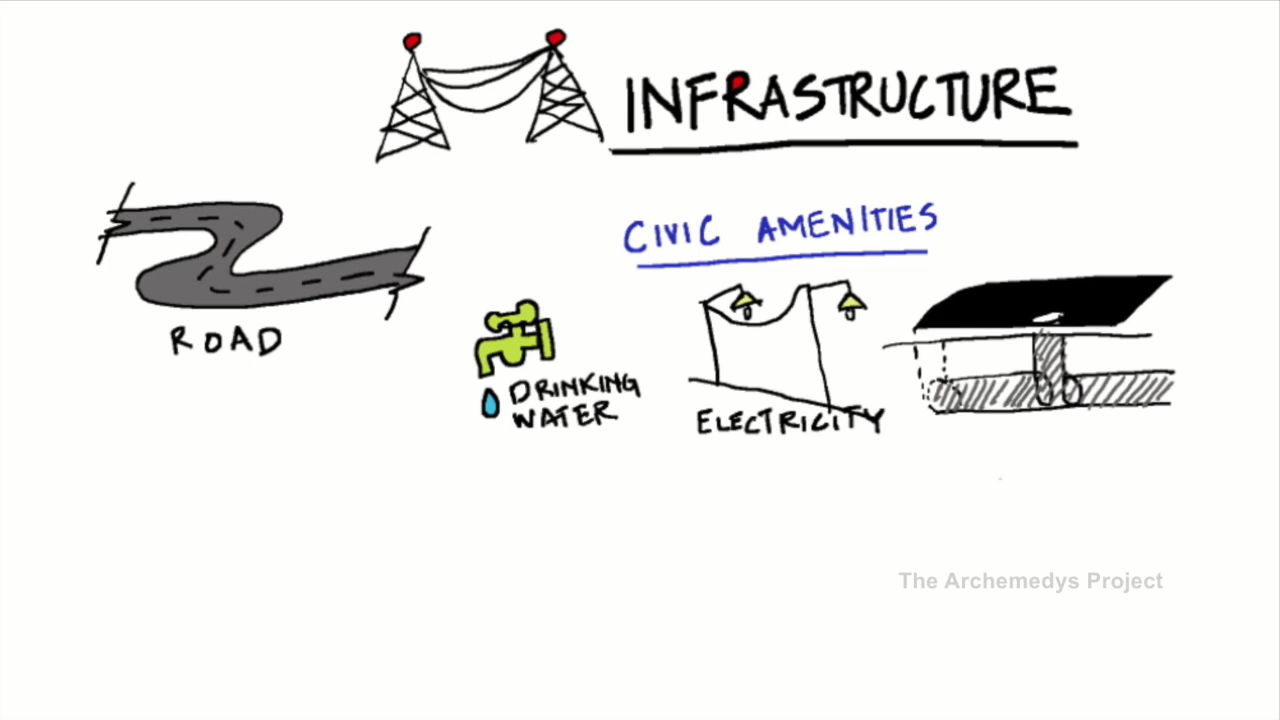 INFRASTRUCTURE
CIVIC AMENITIES
ROAD
DRINKING
WATER
ELECTRICITY
The Archemedys Project